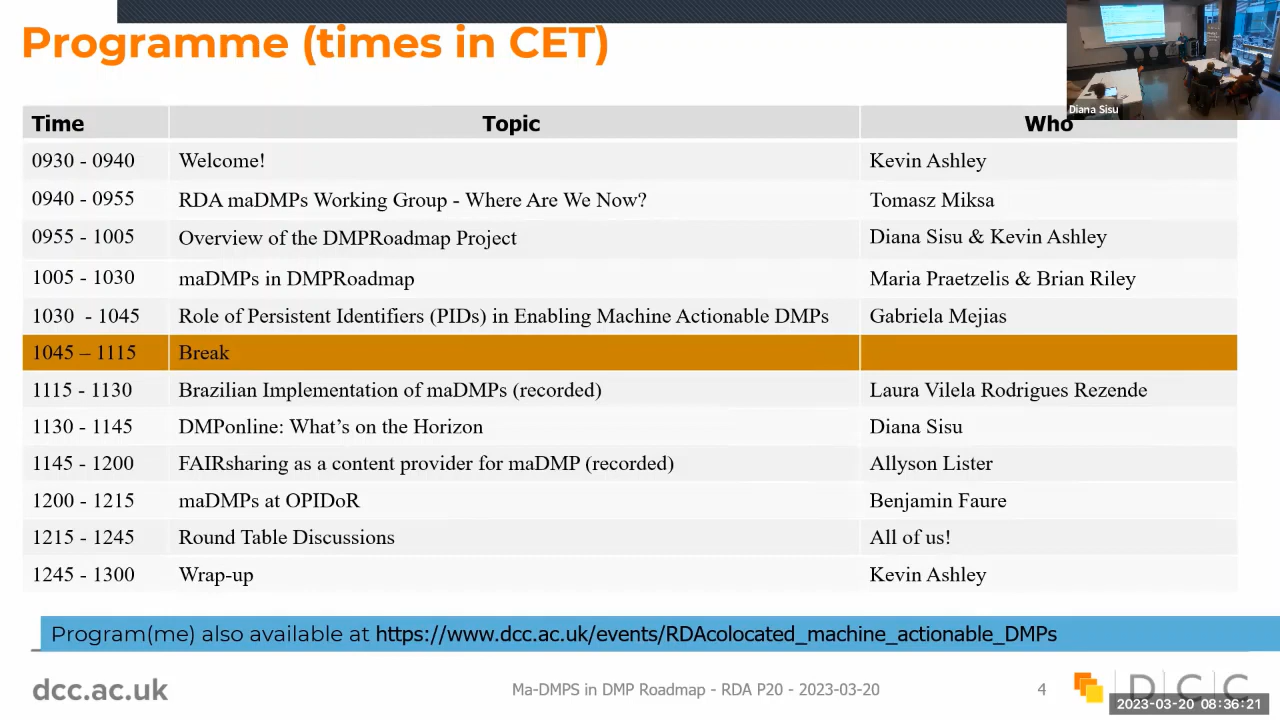 Programme (times in CET)
Diana Sisu
Time Topic Who
0930 - 0940 Welcome! Kevin Ashley
0940 - 0955 RDA maDMPs Working Group - Where Are We Now? Tomasz Miksa
0955 - 1005 Overview of the DMPRoadmap Project Diana Sisu & Kevin Ashley
1005 - 1030 maDMPs in DMPRoadmap Maria Praetzelis & Brian Riley
1030 - 1045 Role of Persistent Identifiers (PIDs) in Enabling Machine Actionable DMPs Gabriela Mejias
1045 – 1115 Break
1115 - 1130 Brazilian Implementation of maDMPs (recorded) Laura Vilela Rodrigues Rezende
1130 - 1145 DMPonline: What’s on the Horizon Diana Sisu
1145 - 1200 FAIRsharing as a content provider for maDMP (recorded) Allyson Lister
1200 - 1215 maDMPs at OPIDoR Benjamin Faure
1215 - 1245 Round Table Discussions All of us!
1245 - 1300 Wrap-up Kevin Ashley
Program(me) also available at https://www.dcc.ac.uk/events/RDAcolocated_machine_actionable_DMPs
dcc.ac.uk Ma-DMPS in DMP Roadmap - RDA P20 - 2023-03-20 4 DCC
2023-03-20 08:36:21